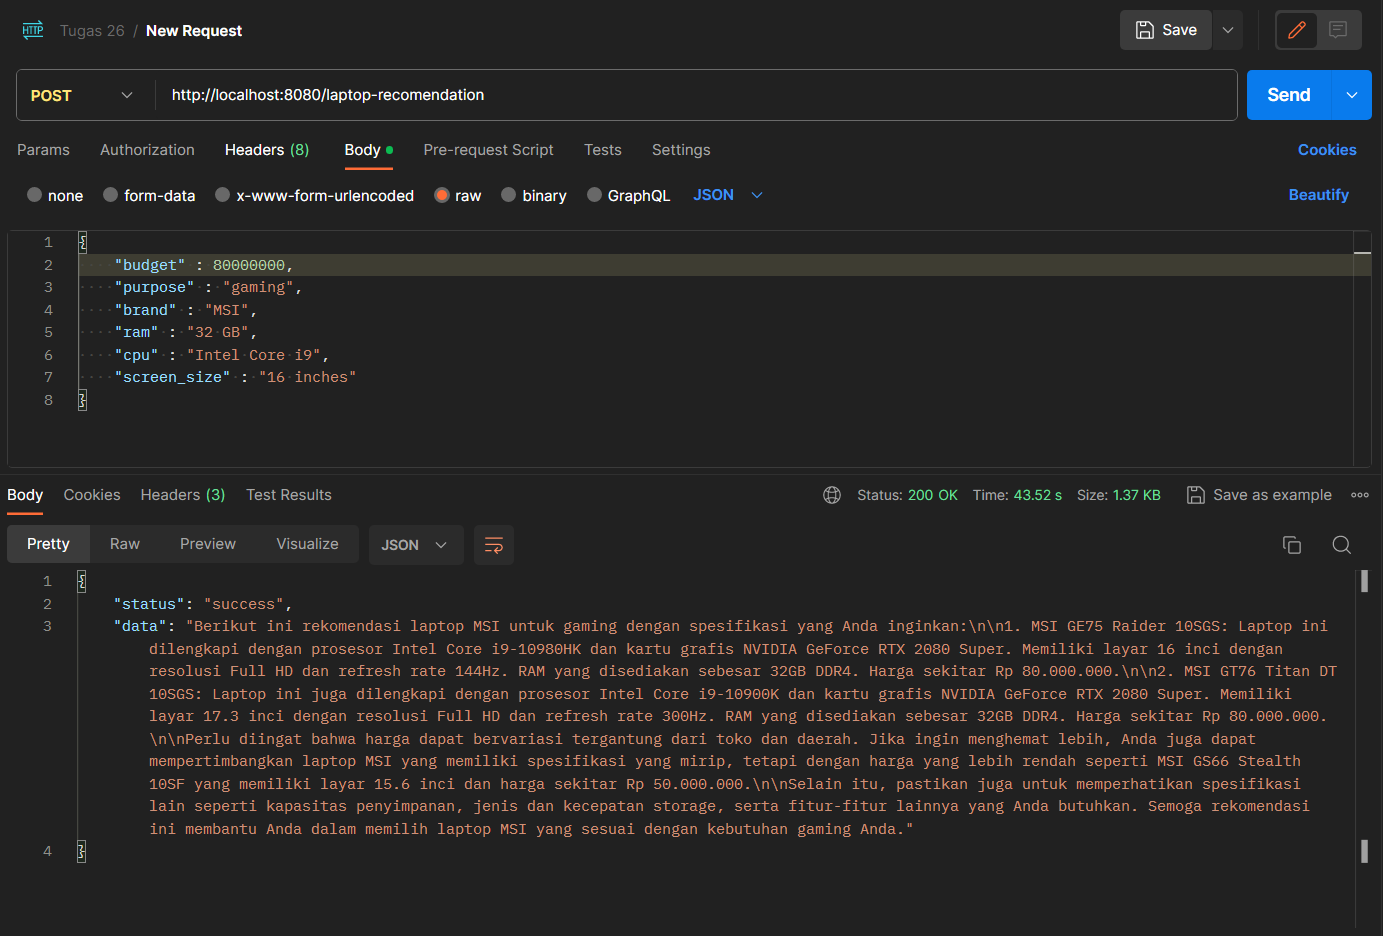 HTTP Tugas 26 / New Request Save
POST http://localhost:8080/laptop-recomendation Send
Params Authorization Headers (8) Body Pre-request Script Tests Settings Cookies
none form-data x-www-form-urlencoded raw binary GraphQL JSON Beautify
1 {
2 "budget" : 80000000,
3 "purpose" : "gaming",
4 "brand" : "MSI",
5 "ram" : "32 GB",
6 "cpu" : "Intel Core i9",
7 "screen_size" : "16 inches"
8 }
Body Cookies Headers (3) Test Results Status: 200 OK Time: 43.52 s Size: 1.37 KB Save as example
Pretty Raw Preview Visualize JSON
1 {
2 "status": "success",
3 "data": "Berikut ini rekomendasi laptop MSI untuk gaming dengan spesifikasi yang Anda inginkan:\n\n1. MSI GE75 Raider 10SGS: Laptop ini
dilengkapi dengan prosesor Intel Core i9-10980HK dan kartu grafis NVIDIA GeForce RTX 2080 Super. Memiliki layar 16 inci dengan
resolusi Full HD dan refresh rate 144Hz. RAM yang disediakan sebesar 32GB DDR4. Harga sekitar Rp 80.000.000.\n\n2. MSI GT76 Titan DT
10SGS: Laptop ini juga dilengkapi dengan prosesor Intel Core i9-10900K dan kartu grafis NVIDIA GeForce RTX 2080 Super. Memiliki
layar 17.3 inci dengan resolusi Full HD dan refresh rate 300Hz. RAM yang disediakan sebesar 32GB DDR4. Harga sekitar Rp 80.000.000.
\n\nPerlu diingat bahwa harga dapat bervariasi tergantung dari toko dan daerah. Jika ingin menghemat lebih, Anda juga dapat
mempertimbangkan laptop MSI yang memiliki spesifikasi yang mirip, tetapi dengan harga yang lebih rendah seperti MSI GS66 Stealth
10SF yang memiliki layar 15.6 inci dan harga sekitar Rp 50.000.000.\n\nSelain itu, pastikan juga untuk memperhatikan spesifikasi
lain seperti kapasitas penyimpanan, jenis dan kecepatan storage, serta fitur-fitur lainnya yang Anda butuhkan. Semoga rekomendasi
ini membantu Anda dalam memilih laptop MSI yang sesuai dengan kebutuhan gaming Anda."
4 }